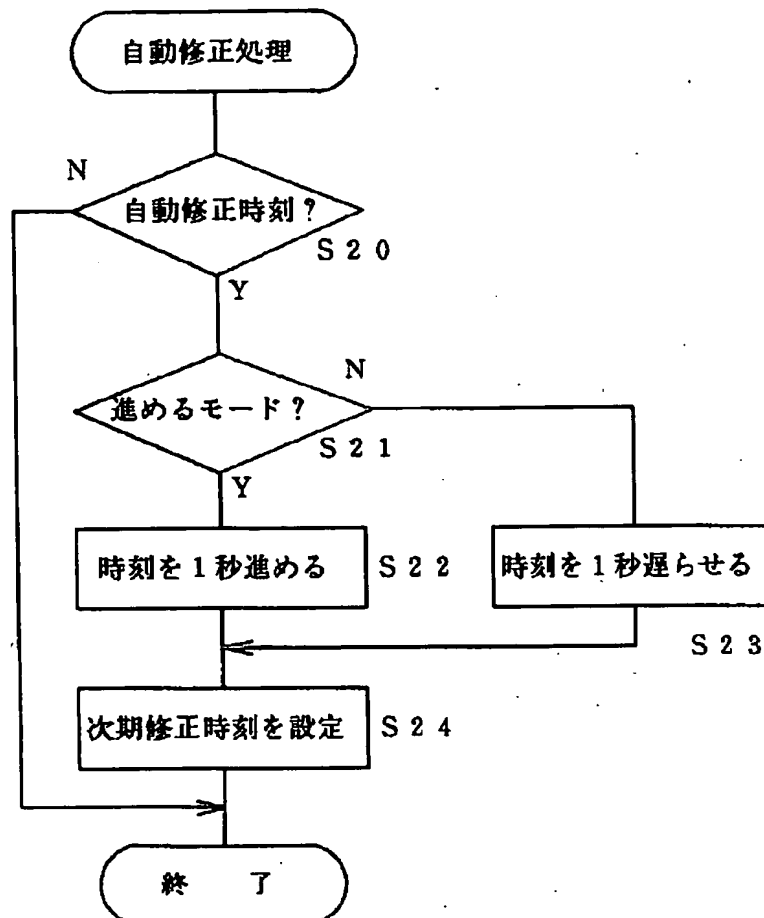 自動修正処理
N
自動修正時刻?
S20
Y
N
進めるモード?
S21
Y
時刻を1秒進める
S22
時刻を1秒遅らせる
S23
次期修正時刻を設定
S24
終 了